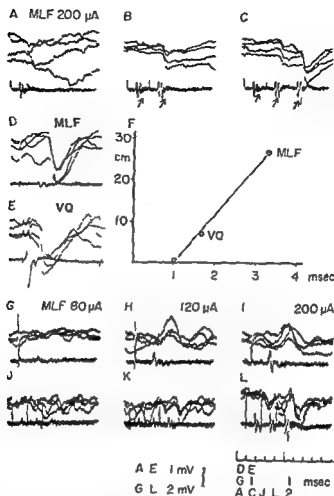 A MLF 200 µA B C
D MLF
E VQ
F
30
cm
20
10
MLF
VQ
1 2 3 4 msec
G MLF 80 µA H 120 µA I 200 µA
J K L
A E 1 mV
G L 2 mV
D E
G I 1 msec
A C J L 2